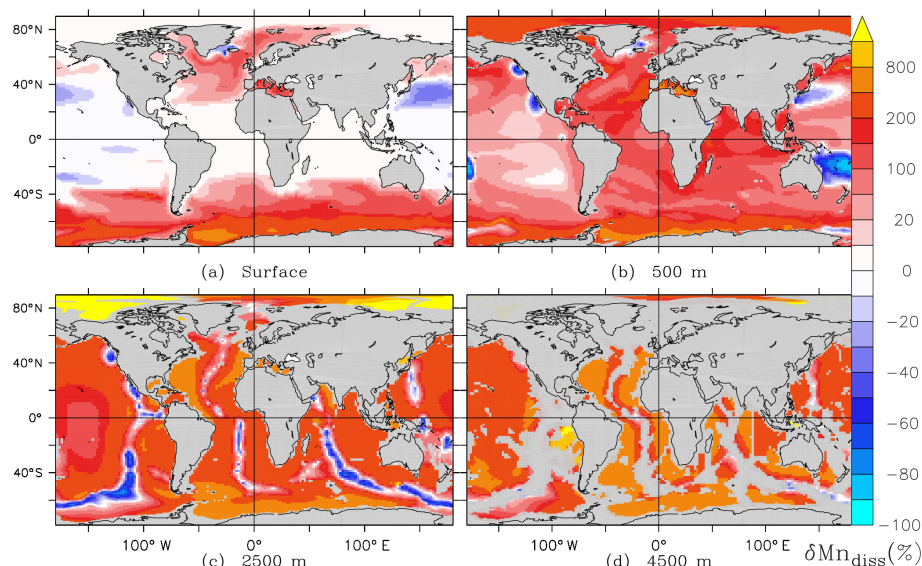 80°N
40°N
0°
40°S
(a) Surface
(b) 500 m
80°N
40°N
0°
40°S
100°W 0° 100°E
100°W 0° 100°E
(c) 2500 m
(d) 4500 m
800
200
100
20
0
−20
−40
−60
−80
−100
δMn_diss(%)